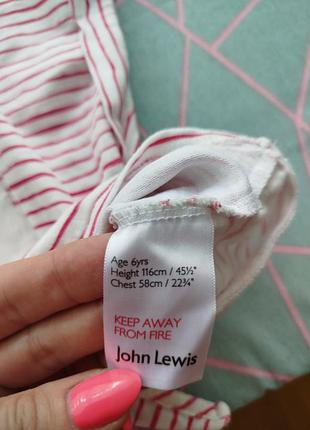 Age 6yrs
Height 116cm / 45½"
Chest 58cm / 22¾"
KEEP AWAY
FROM FIRE
John Lewis